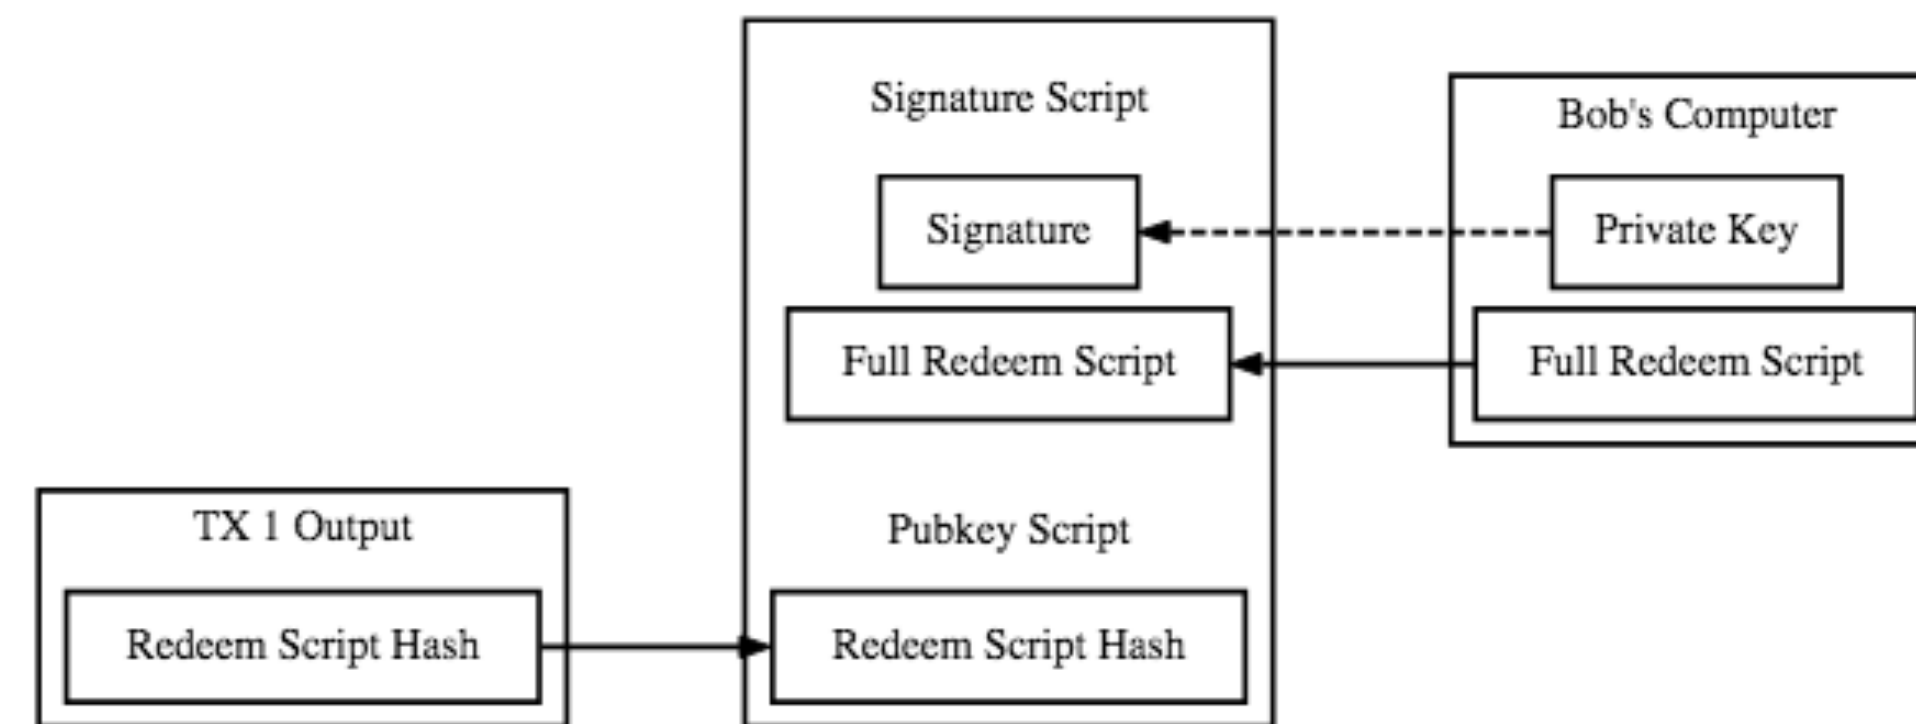 Signature Script
Signature
Full Redeem Script
Pubkey Script
Redeem Script Hash
Bob's Computer
Private Key
Full Redeem Script
TX 1 Output
Redeem Script Hash